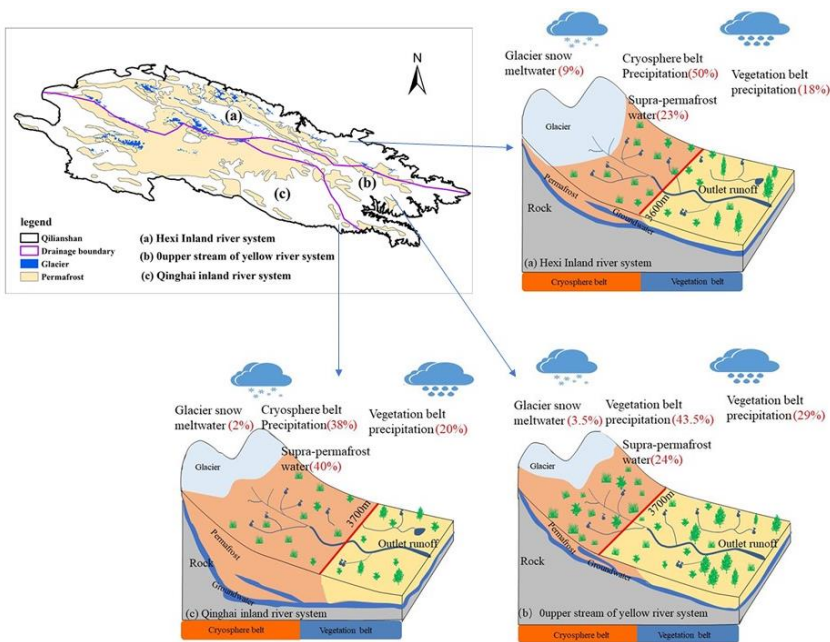 N
(a)
(b)
(c)
legend
Qilianshan
Drainage boundary
Glacier
Permafrost
(a) Hexi Inland river system
(b) 0upper stream of yellow river system
(c) Qinghai inland river system
Glacier snow
meltwater (9%)
Cryosphere belt
Precipitation(50%)
Vegetation belt
precipitation (18%)
Supra-permafrost
water(23%)
Glacier
Permafrost
Rock
Groundwater
3600m
Outlet runoff
(a) Hexi Inland river system
Cryosphere belt
Vegetation belt
Glacier snow
meltwater (2%)
Cryosphere belt
Precipitation(38%)
Vegetation belt
precipitation(20%)
Supra-permafrost
water(40%)
Glacier
Permafrost
Rock
Groundwater
3700m
Outlet runoff
(c) Qinghai inland river system
Cryosphere belt
Vegetation belt
Glacier snow
meltwater (3.5%)
Vegetation belt
precipitation(43.5%)
Vegetation belt
precipitation(29%)
Supra-permafrost
water(24%)
Glacier
Permafrost
Rock
Groundwater
3700m
Outlet runoff
(b) 0upper stream of yellow river system
Cryosphere belt
Vegetation belt